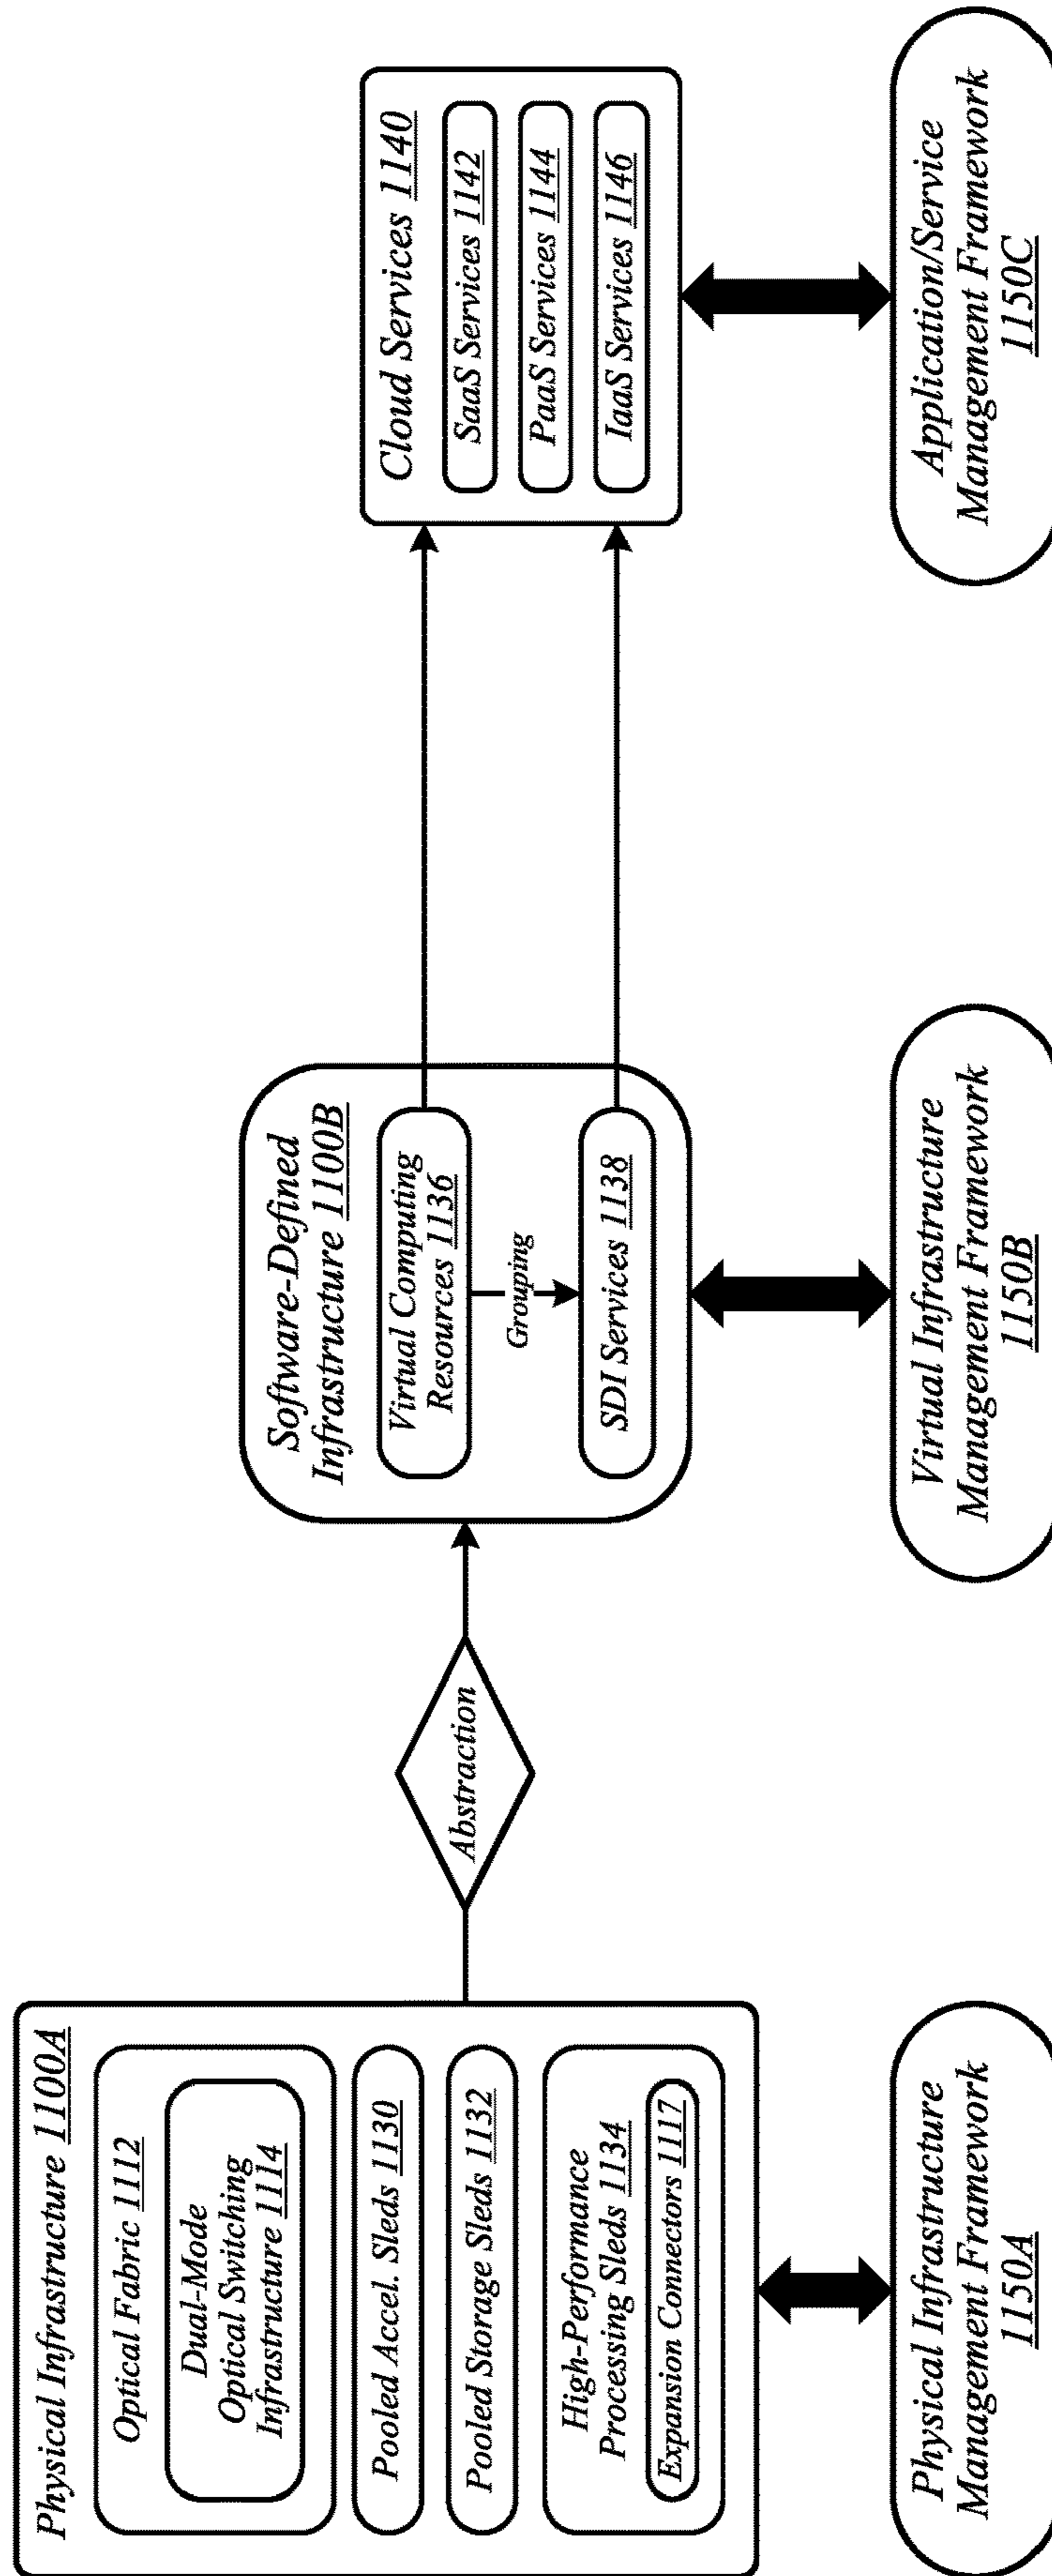 Physical Infrastructure 1100A
Optical Fabric 1112
Dual-Mode
Optical Switching
Infrastructure 1114
Pooled Accel. Sleds 1130
Pooled Storage Sleds 1132
High-Performance
Processing Sleds 1134
Expansion Connectors 1117
Physical Infrastructure
Management Framework
1150A
Abstraction
Software-Defined
Infrastructure 1100B
Virtual Computing
Resources 1136
Grouping
SDI Services 1138
Virtual Infrastructure
Management Framework
1150B
Cloud Services 1140
SaaS Services 1142
PaaS Services 1144
IaaS Services 1146
Application/Service
Management Framework
1150C